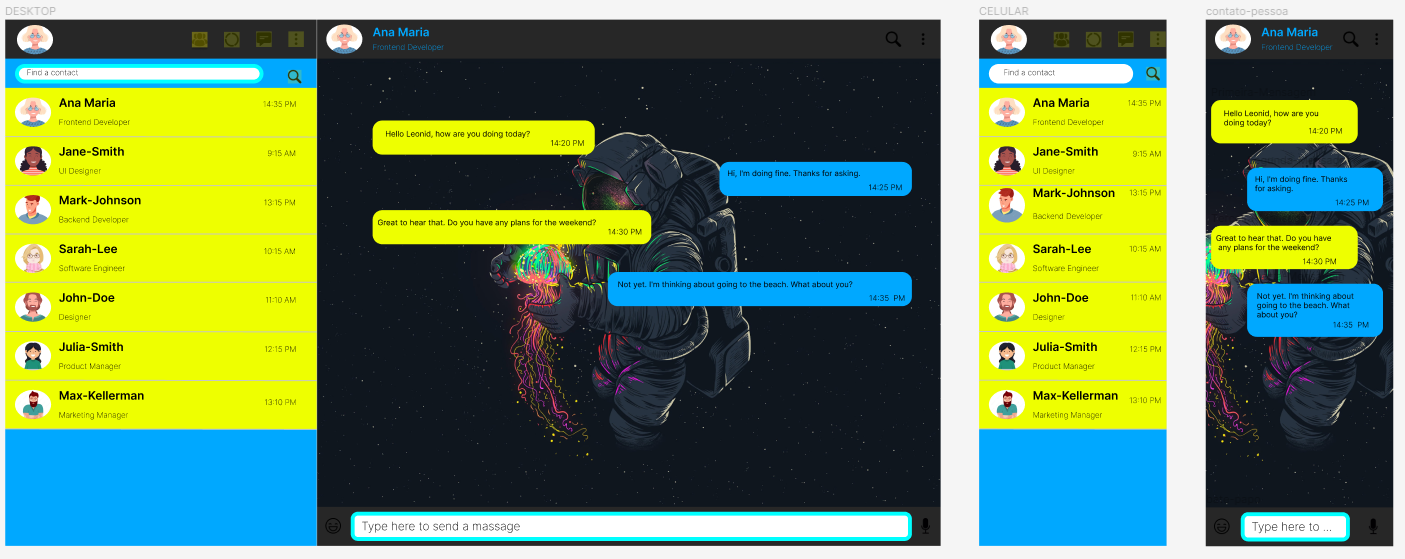 DESKTOP
Find a contact
Ana Maria
14:35 PM
Frontend Developer
Jane-Smith
9:15 AM
UI Designer
Mark-Johnson
13:15 PM
Backend Developer
Sarah-Lee
10:15 AM
Software Engineer
John-Doe
11:10 AM
Designer
Julia-Smith
12:15 PM
Product Manager
Max-Kellerman
13:10 PM
Marketing Manager
Ana Maria
Frontend Developer
Hello Leonid, how are you doing today?
14:20 PM
Hi, I'm doing fine. Thanks for asking.
14:25 PM
Great to hear that. Do you have any plans for the weekend?
14:30 PM
Not yet. I'm thinking about going to the beach. What about you?
14:35 PM
Type here to send a massage
CELULAR
Find a contact
Ana Maria
14:35 PM
Frontend Developer
Jane-Smith
9:15 AM
UI Designer
Mark-Johnson
13:15 PM
Backend Developer
Sarah-Lee
10:15 AM
Software Engineer
John-Doe
11:10 AM
Designer
Julia-Smith
12:15 PM
Product Manager
Max-Kellerman
13:10 PM
Marketing Manager
contato-pessoa
Ana Maria
Frontend Developer
Hello Leonid, how are you
doing today?
14:20 PM
Hi, I'm doing fine. Thanks
for asking.
14:25 PM
Great to hear that. Do you have
any plans for the weekend?
14:30 PM
Not yet. I'm thinking about
going to the beach. What
about you?
14:35 PM
Type here to ...